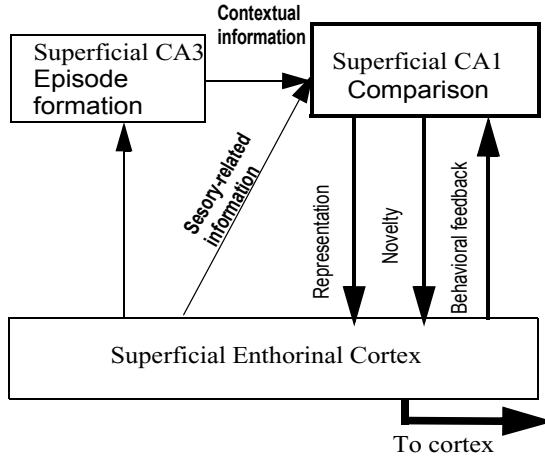 Contextual
information
Superficial CA3
Episode
formation
Superficial CA1
Comparison
Sesory-related
information
Representation
Novelty
Behavioral feedback
Superficial Enthorinal Cortex
To cortex